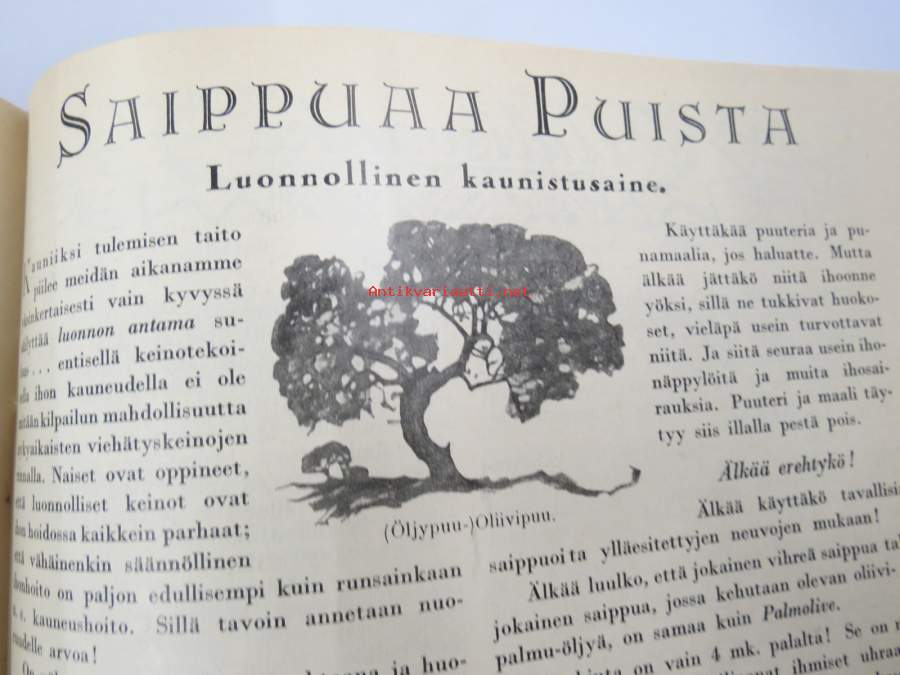 SAIPPUAA PUISTA
Luonnollinen kaunistusaine.
tulemisen taito
piilee meidän aikanamme
vain kyvyssä
luonnon antama su-
... entisellä keinotekoi-
ihon kauneudella ei ole
kilpailun mahdollisuutta
viehätyskeinojen
Naiset ovat oppineet,
luonnolliset keinot ovat
hoidossa kaikkein parhaat;
vähäinenkin säännöllinen
on paljon edullisempi kuin runsainkaan
kauneushoito. Sillä tavoin annetaan nuo-
arvoa!
ja huo-
Antikvariaatti.net
(Öljypuu-)Oliivipuu.
Käyttäkää puuteria ja pu-
namaalia, jos haluatte. Mutta
älkää jättäkö niitä ihoonne
yöksi, sillä ne tukkivat huoko-
set, vieläpä usein turvottavat
niitä. Ja siitä seuraa usein iho-
näppylöitä ja muita ihosai-
rauksia. Puuteri ja maali täy-
tyy siis illalla pestä pois.
Älkää erehtykö!
Älkää käyttäkö tavallisi
saippuoita ylläesitettyjen neuvojen mukaan!
Älkää luulko, että jokainen vihreä saippua ta
jokainen saippua, jossa kehutaan olevan oliivi-
palmu-öljyä, on samaa kuin Palmolive.
on vain 4 mk. palalta! Se on
ihmiset uhraa